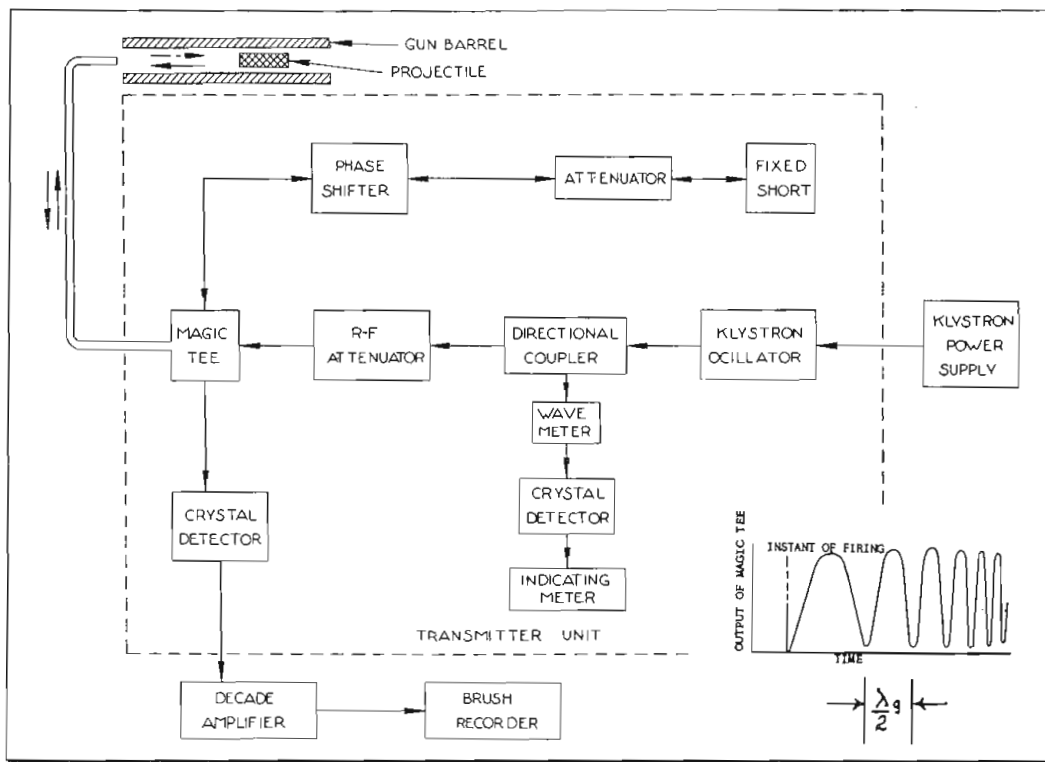 GUN BARREL
PROJECTILE
PHASE
SHIFTER
ATTENUATOR
FIXED
SHORT
MAGIC
TEE
R-F
ATTENUATOR
DIRECTIONAL
COUPLER
KLYSTRON
OCILLATOR
KLYSTRON
POWER
SUPPLY
WAVE
METER
CRYSTAL
DETECTOR
CRYSTAL
DETECTOR
INDICATING
METER
TRANSMITTER UNIT
DECADE
AMPLIFIER
BRUSH
RECORDER
OUTPUT OF MAGIC TEE
INSTANT OF FIRING
TIME
λg
2